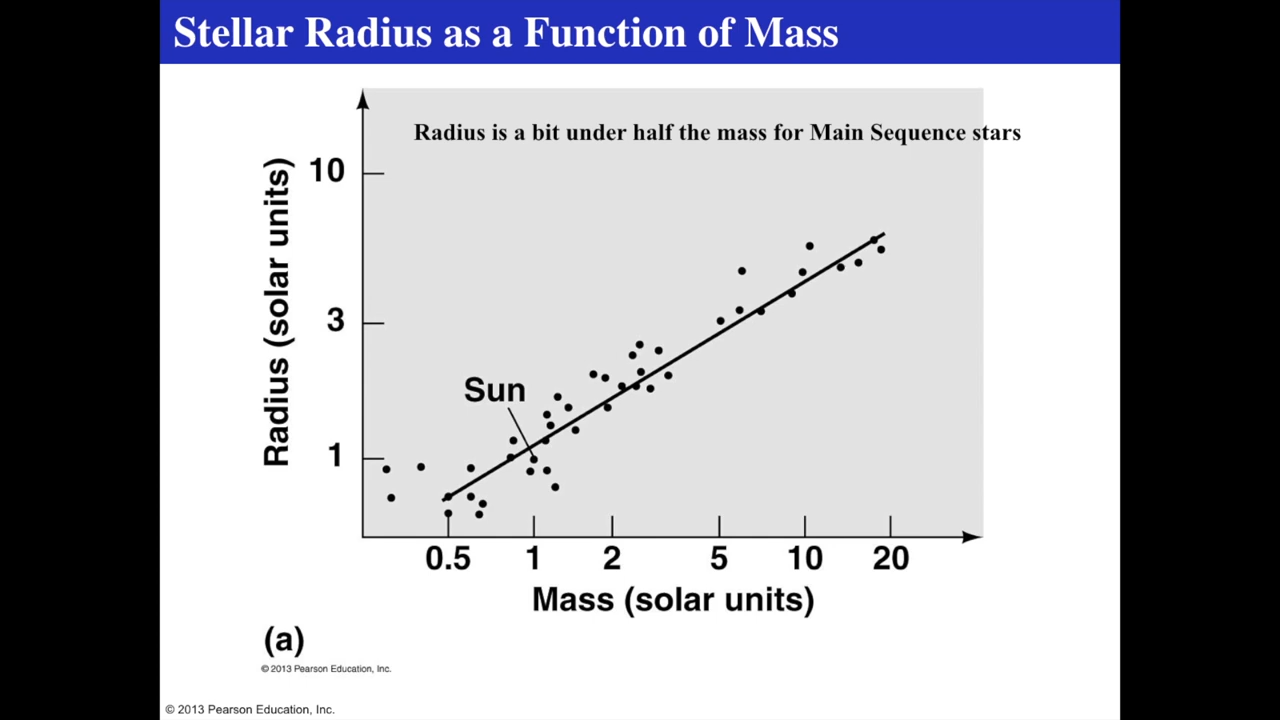 Stellar Radius as a Function of Mass
Radius is a bit under half the mass for Main Sequence stars
Radius (solar units)
10
3
1
Sun
0.5 1 2 5 10 20
Mass (solar units)
(a)
© 2013 Pearson Education, Inc.
© 2013 Pearson Education, Inc.